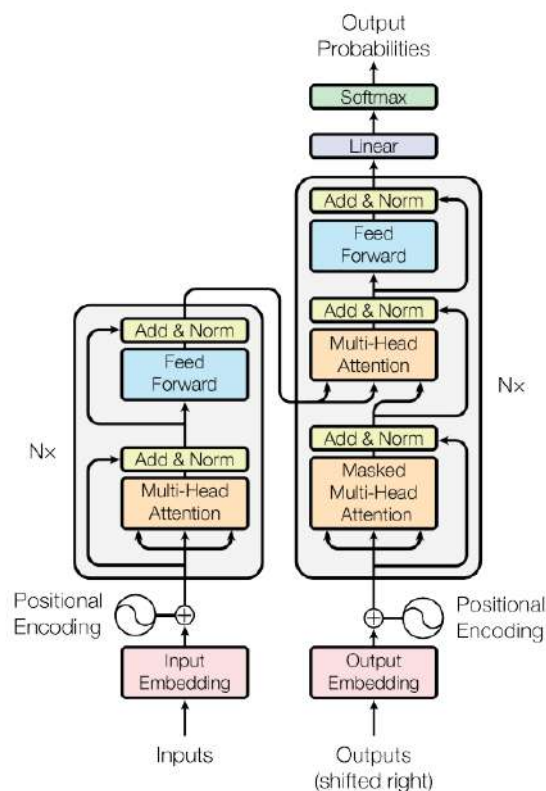 Output
Probabilities
Softmax
Linear
Add & Norm
Feed
Forward
Add & Norm
Multi-Head
Attention
Add & Norm
Masked
Multi-Head
Attention
Nx
Add & Norm
Feed
Forward
Add & Norm
Multi-Head
Attention
Nx
Positional
Encoding
Positional
Encoding
Input
Embedding
Output
Embedding
Inputs
Outputs
(shifted right)